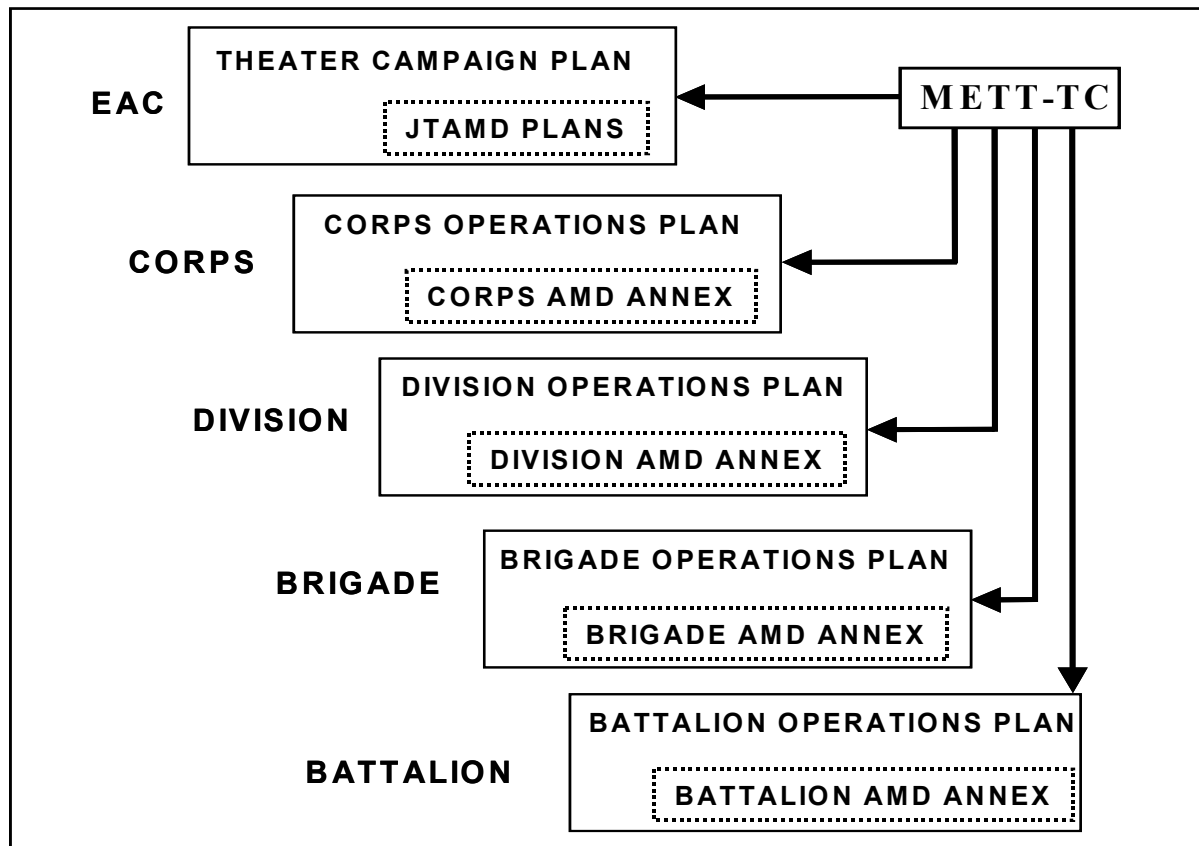 THEATER CAMPAIGN PLAN
METT-TC
EAC
JTAMD PLANS
CORPS OPERATIONS PLAN
CORPS
CORPS AMD ANNEX
DIVISION OPERATIONS PLAN
DIVISION
DIVISION AMD ANNEX
BRIGADE OPERATIONS PLAN
BRIGADE
BRIGADE AMD ANNEX
BATTALION OPERATIONS PLAN
BATTALION
BATTALION AMD ANNEX